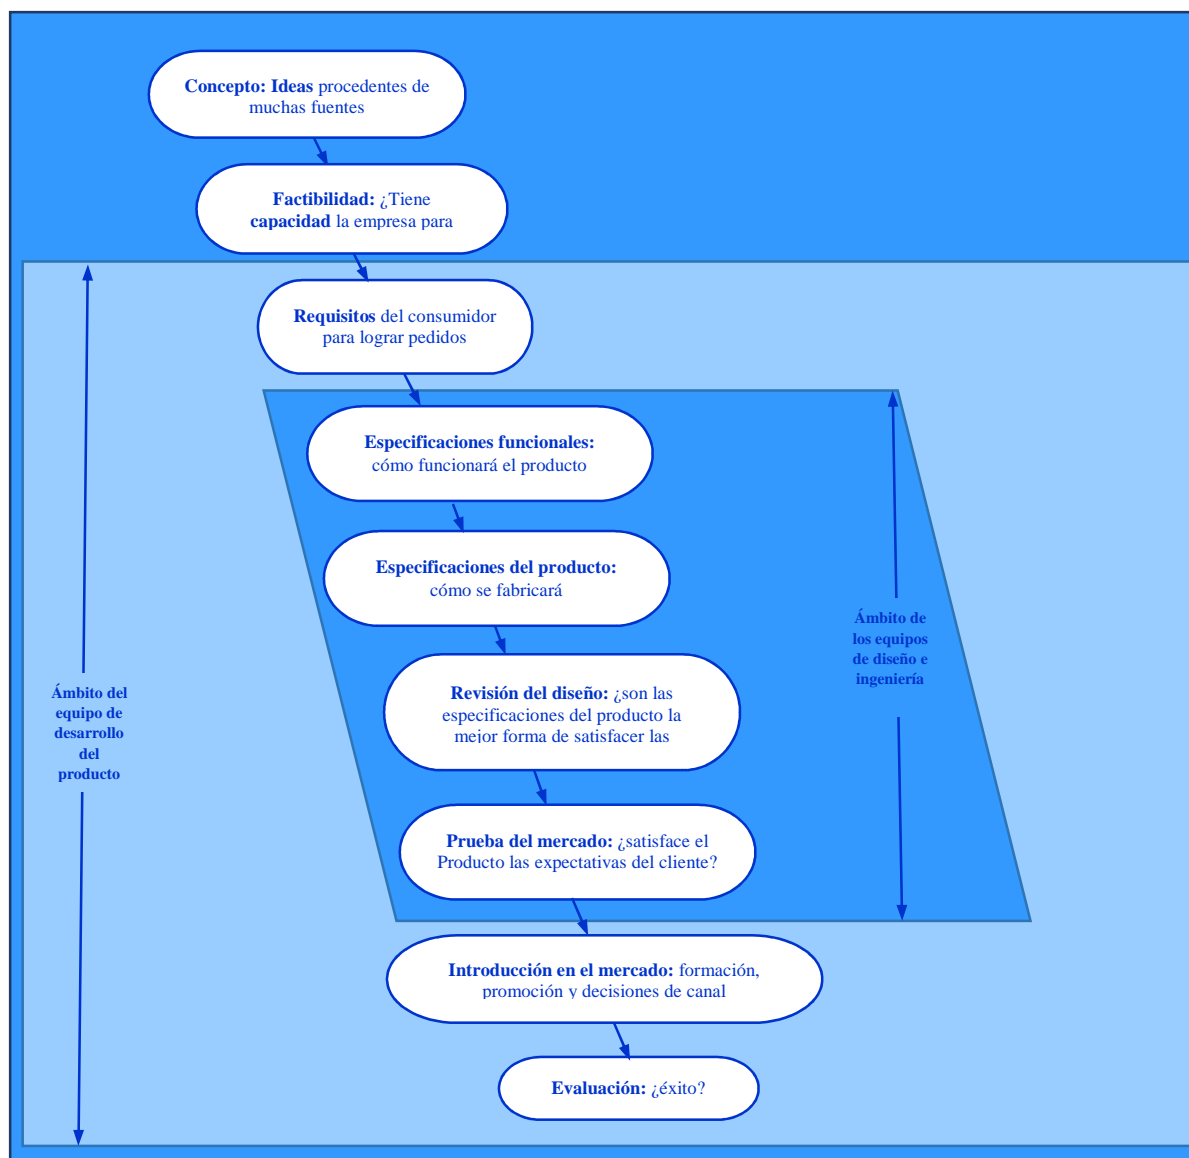 Concepto: Ideas procedentes de
muchas fuentes
Factibilidad: ¿Tiene
capacidad la empresa para
Requisitos del consumidor
para lograr pedidos
Especificaciones funcionales:
cómo funcionará el producto
Especificaciones del producto:
cómo se fabricará
Revisión del diseño: ¿son las
especificaciones del producto la
mejor forma de satisfacer las
Prueba del mercado: ¿satisface el
Producto las expectativas del cliente?
Introducción en el mercado: formación,
promoción y decisiones de canal
Evaluación: ¿éxito?
Ámbito del
equipo de
desarrollo
del
producto
Ámbito de
los equipos
de diseño e
ingeniería